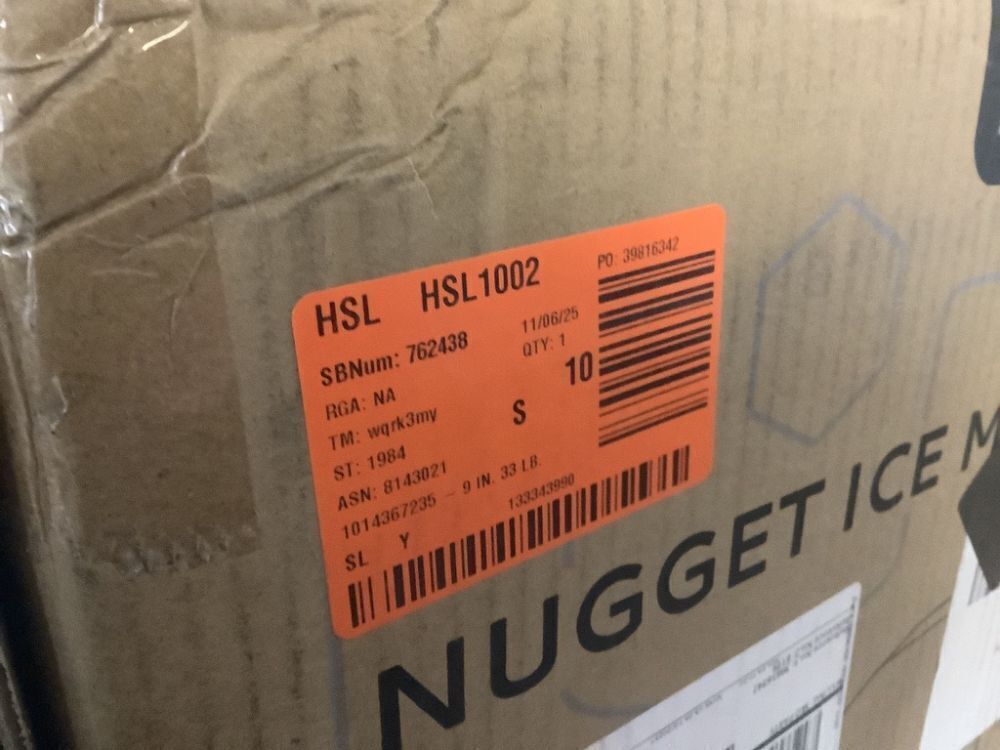 HSL HSL1002
PO: 39816342
SBNum: 762438
11/06/25
QTY: 1
RGA: NA
10
TM: wqrk3my
S
ST: 1984
ASN: 8143021
1014367235 - 9 IN. 33 LB.
133343990
SL Y
NUGGET ICE M